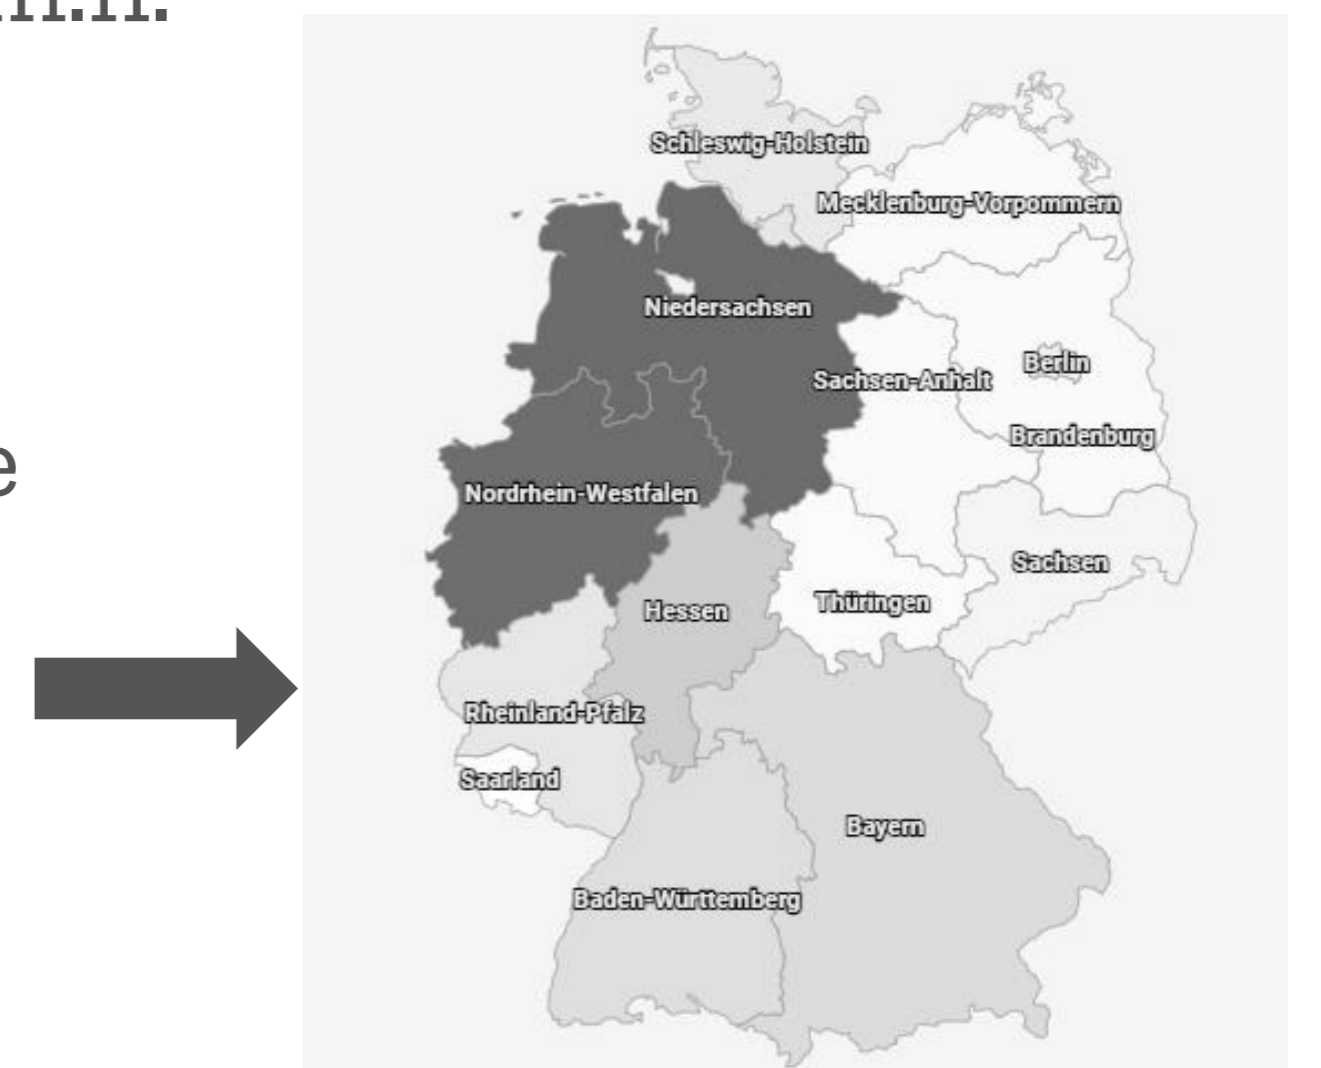 Schleswig-Holstein
Mecklenburg-Vorpommern
Niedersachsen
Berlin
Sachsen-Anhalt
Brandenburg
Nordrhein-Westfalen
Sachsen
Thüringen
Hessen
Rheinland-Pfalz
Saarland
Bayern
Baden-Württemberg